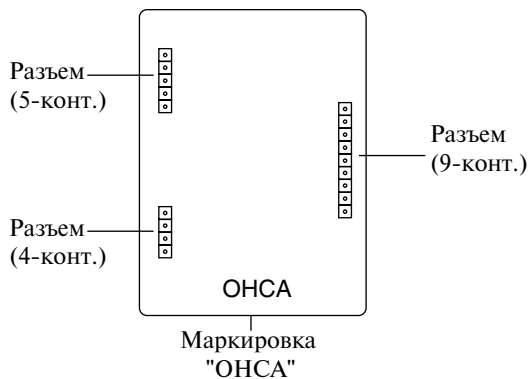 Разъем
(5-конт.)
Разъем
(9-конт.)
Разъем
(4-конт.)
OHCA
Маркировка
"OHCA"